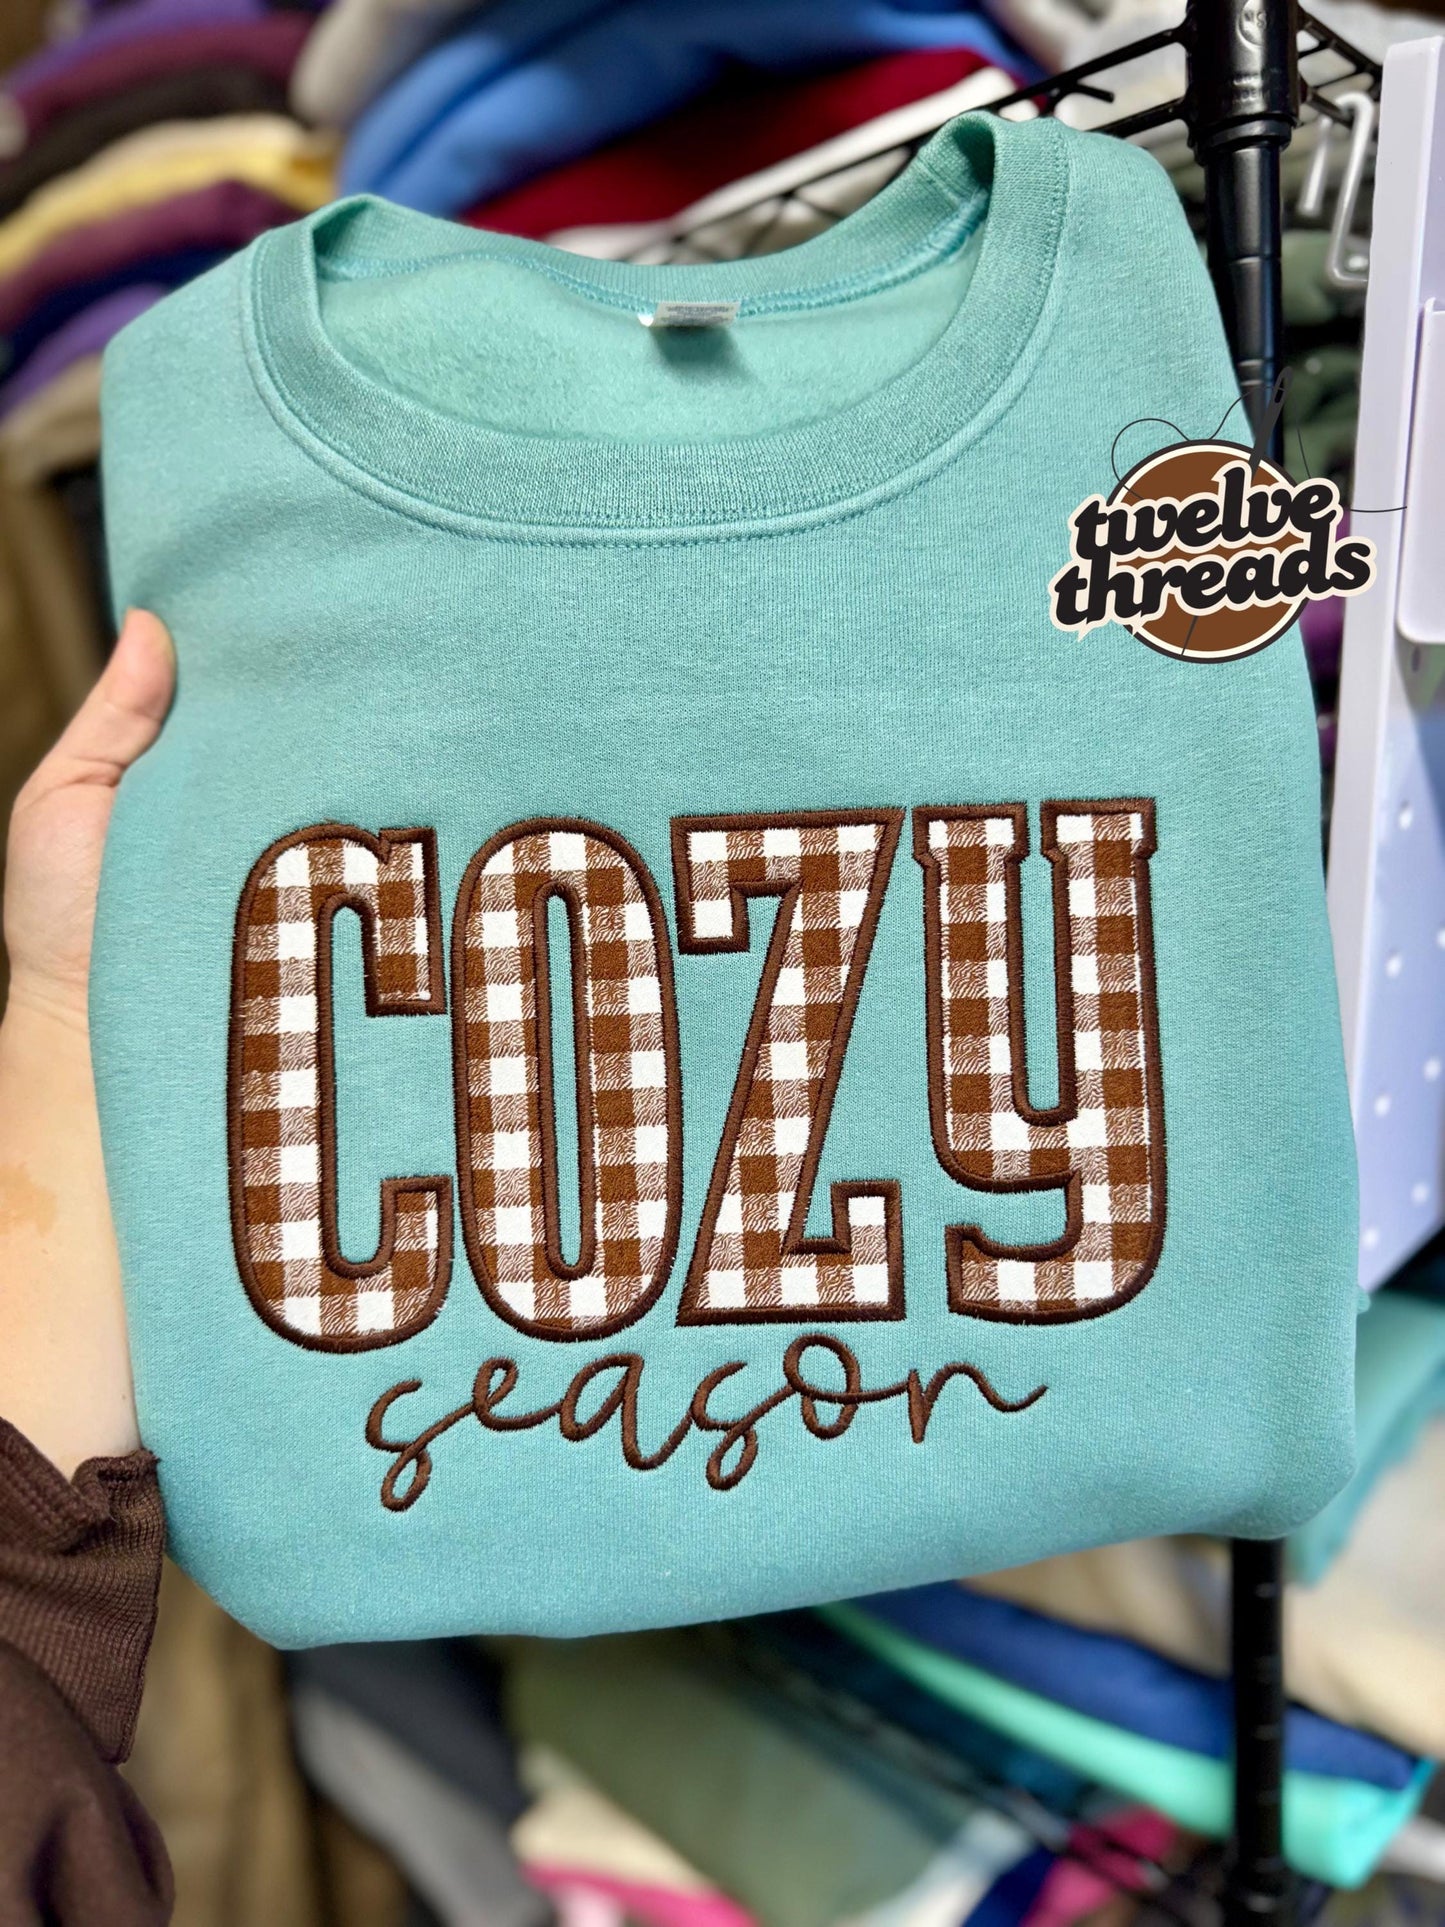 twelve
threads
COZY
season